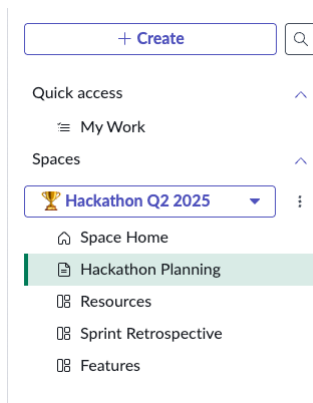 + Create
Quick access
My Work
Spaces
🏆 Hackathon Q2 2025
Space Home
Hackathon Planning
Resources
Sprint Retrospective
Features